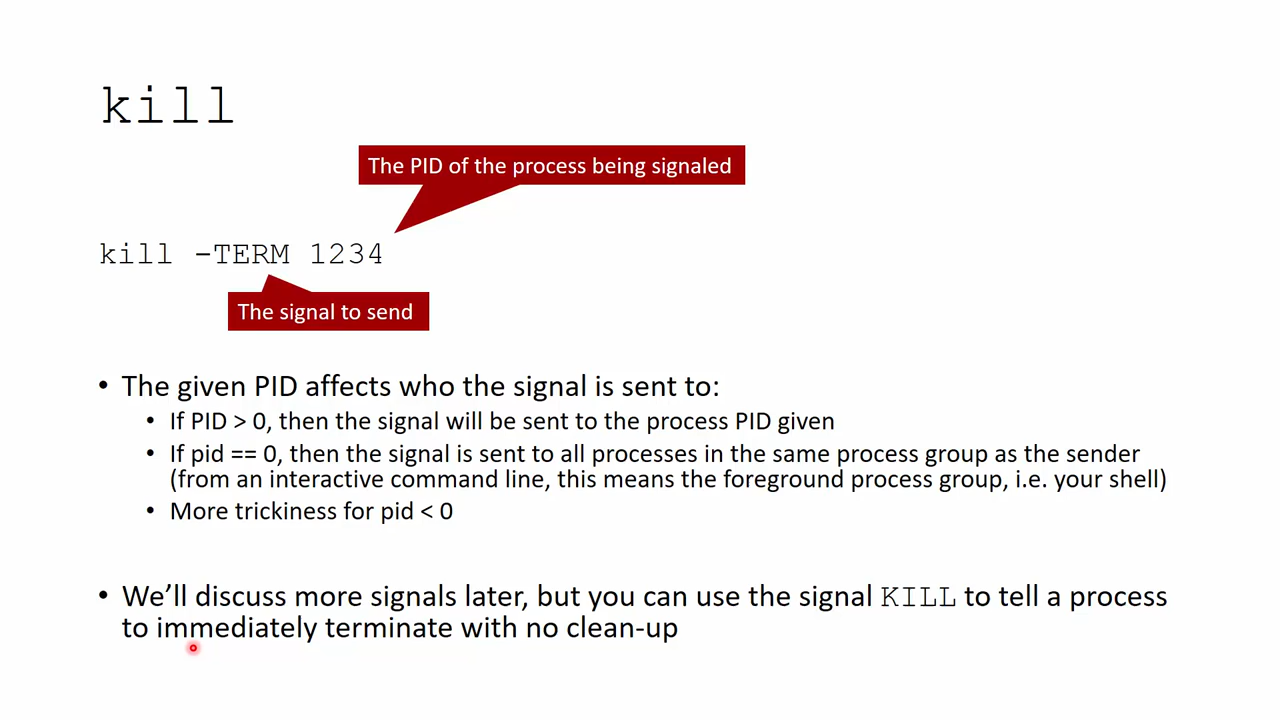 kill
The PID of the process being signaled
kill -TERM 1234
The signal to send
• The given PID affects who the signal is sent to:
• If PID > 0, then the signal will be sent to the process PID given
• If pid == 0, then the signal is sent to all processes in the same process group as the sender
(from an interactive command line, this means the foreground process group, i.e. your shell)
• More trickiness for pid < 0
• We’ll discuss more signals later, but you can use the signal KILL to tell a process
to immediately terminate with no clean-up